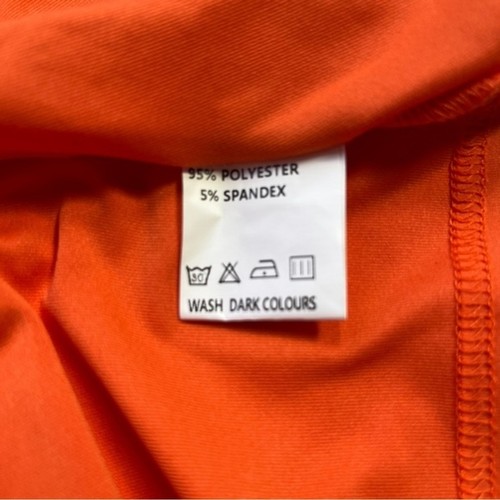 95% POLYESTER
5% SPANDEX
30
WASH DARK COLOURS